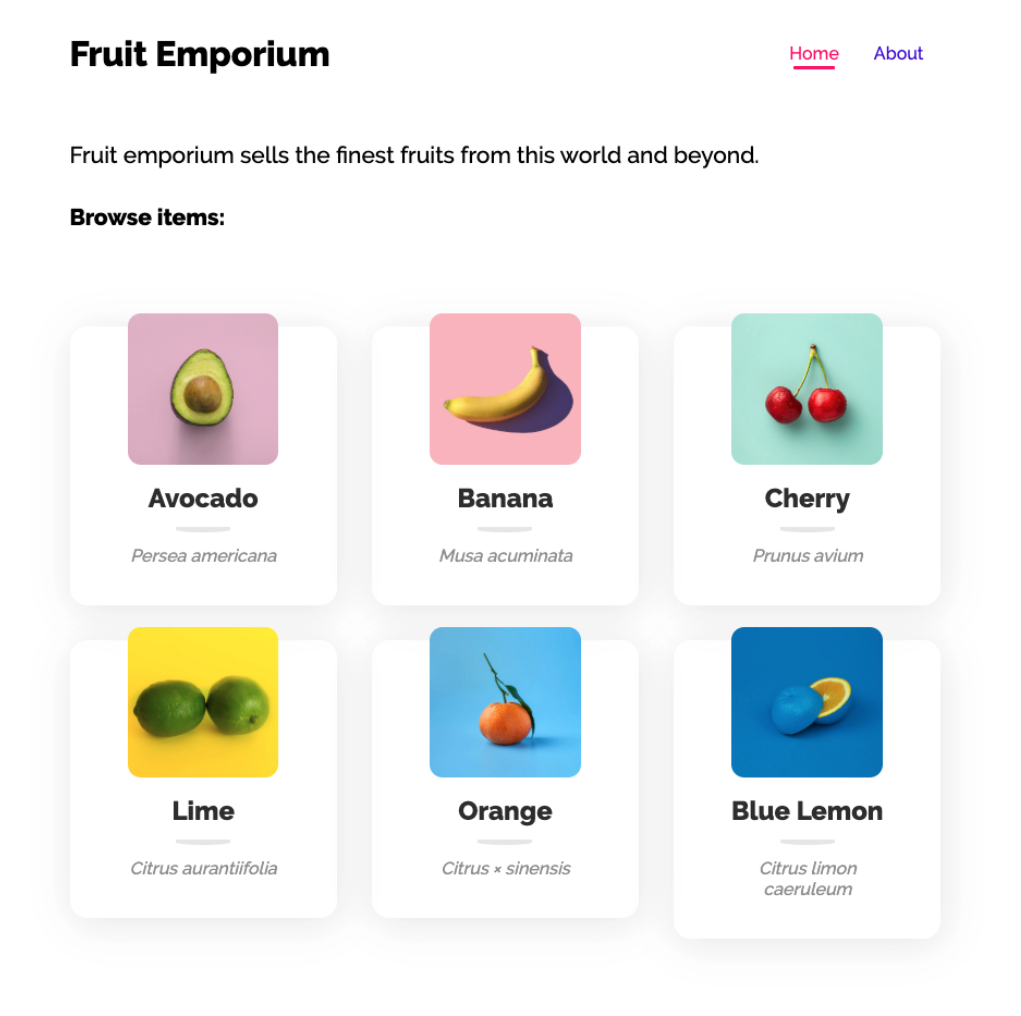 Fruit Emporium
Home
About
Fruit emporium sells the finest fruits from this world and beyond.
Browse items:
Avocado
Persea americana
Banana
Musa acuminata
Cherry
Prunus avium
Lime
Citrus aurantiifolia
Orange
Citrus × sinensis
Blue Lemon
Citrus limon
caeruleum